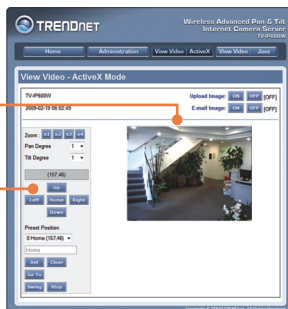 TRENDNET
Wireless Advanced Pan & Tilt
Internet Camera Server
TV-IP600W
Home
Administration
View Video | ActiveX
View Video | Java
View Video - ActiveX Mode
TV-IP600W
Upload Image: ON OFF [OFF]
2009-02-19 06:02:49
E-mail Image: ON OFF [OFF]
Zoom : x1 x2 x3 x4
Pan Degree 1
Tilt Degree 1
(157,46)
Up
Left Home Right
Down
Preset Position
0 Home (157,46)
Home
Set Clear
Go To
Swing Stop